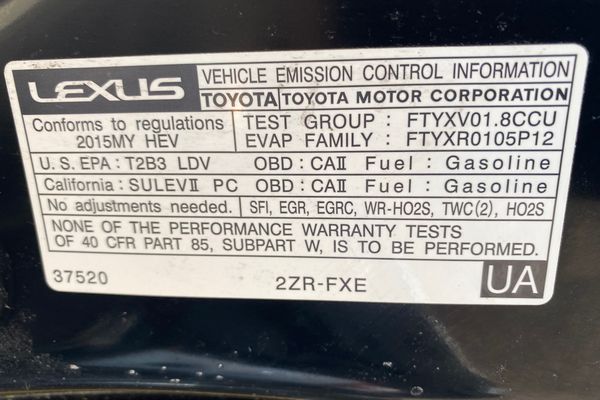 LEXUS
VEHICLE EMISSION CONTROL INFORMATION
TOYOTA TOYOTA MOTOR CORPORATION
Conforms to regulations
2015MY HEV
TEST GROUP : FTYXV01.8CCU
EVAP FAMILY : FTYXR0105P12
U.S. EPA : T2B3 LDV OBD : CAII Fuel : Gasoline
California : SULEVII PC OBD : CAII Fuel : Gasoline
No adjustments needed. SFI, EGR, EGRC, WR-HO2S, TWC(2), HO2S
NONE OF THE PERFORMANCE WARRANTY TESTS
OF 40 CFR PART 85, SUBPART W, IS TO BE PERFORMED.
37520 2ZR-FXE UA